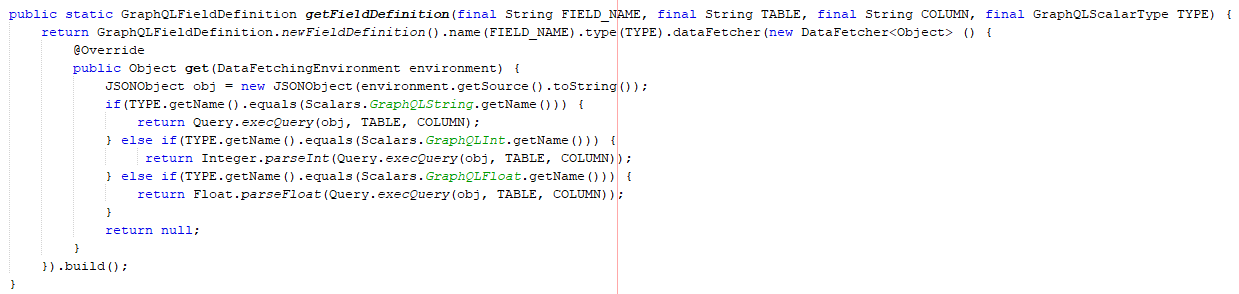 public static GraphQLFieldDefinition getFieldDefinition(final String FIELD_NAME, final String TABLE, final String COLUMN, final GraphQLScalarType TYPE) {
    return GraphQLFieldDefinition.newFieldDefinition().name(FIELD_NAME).type(TYPE).dataFetcher(new DataFetcher<Object> () {
        @Override
        public Object get(DataFetchingEnvironment environment) {
            JSONObject obj = new JSONObject(environment.getSource().toString());
            if(TYPE.getName().equals(Scalars.GraphQLString.getName())) {
                return Query.execQuery(obj, TABLE, COLUMN);
            } else if(TYPE.getName().equals(Scalars.GraphQLInt.getName())) {
                 return Integer.parseInt(Query.execQuery(obj, TABLE, COLUMN));
            } else if(TYPE.getName().equals(Scalars.GraphQLFloat.getName())) {
                return Float.parseFloat(Query.execQuery(obj, TABLE, COLUMN));
            }
            return null;
        }
    }).build();
}